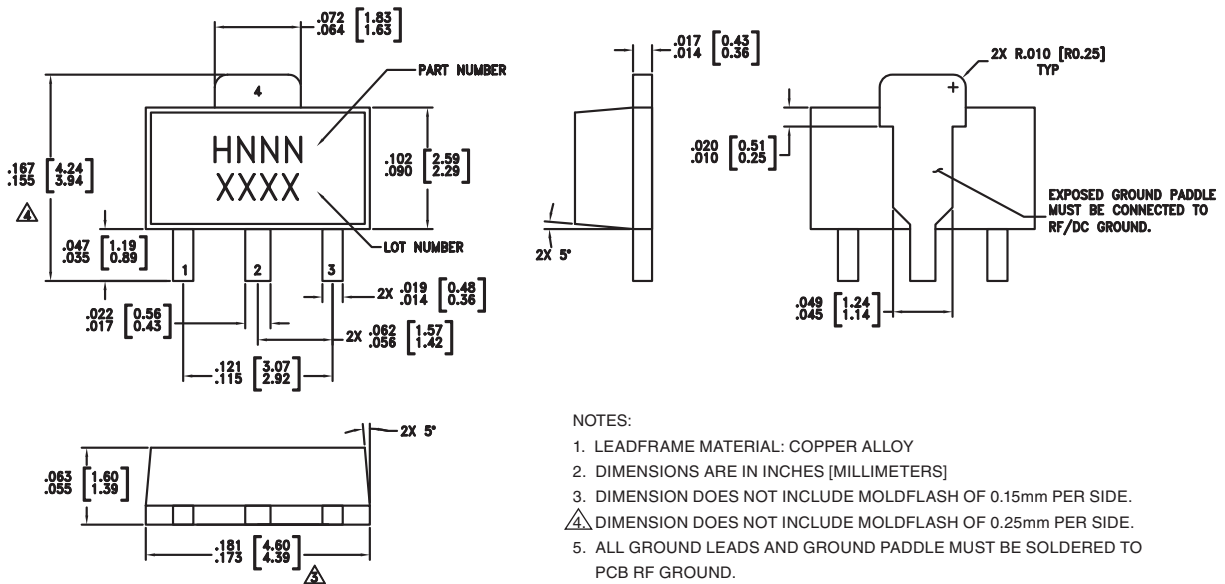 .072 [1.83]
.064 [1.63]
PART NUMBER
4
HNNN
XXXX
.167 [4.24]
.155 [3.94]
4
.102 [2.59]
.090 [2.29]
LOT NUMBER
.047 [1.19]
.035 [0.89]
1
2
3
2X .019 [0.48]
.014 [0.36]
.022 [0.56]
.017 [0.43]
2X .062 [1.57]
.056 [1.42]
.121 [3.07]
.115 [2.92]
.017 [0.43]
.014 [0.36]
2X 5°
2X R.010 [R0.25]
TYP
.020 [0.51]
.010 [0.25]
EXPOSED GROUND PADDLE
MUST BE CONNECTED TO
RF/DC GROUND.
.049 [1.24]
.045 [1.14]
2X 5°
.063 [1.60]
.055 [1.39]
.181 [4.60]
.173 [4.39]
3
NOTES:
1. LEADFRAME MATERIAL: COPPER ALLOY
2. DIMENSIONS ARE IN INCHES [MILLIMETERS]
3. DIMENSION DOES NOT INCLUDE MOLDFLASH OF 0.15mm PER SIDE.
4. DIMENSION DOES NOT INCLUDE MOLDFLASH OF 0.25mm PER SIDE.
5. ALL GROUND LEADS AND GROUND PADDLE MUST BE SOLDERED TO
PCB RF GROUND.